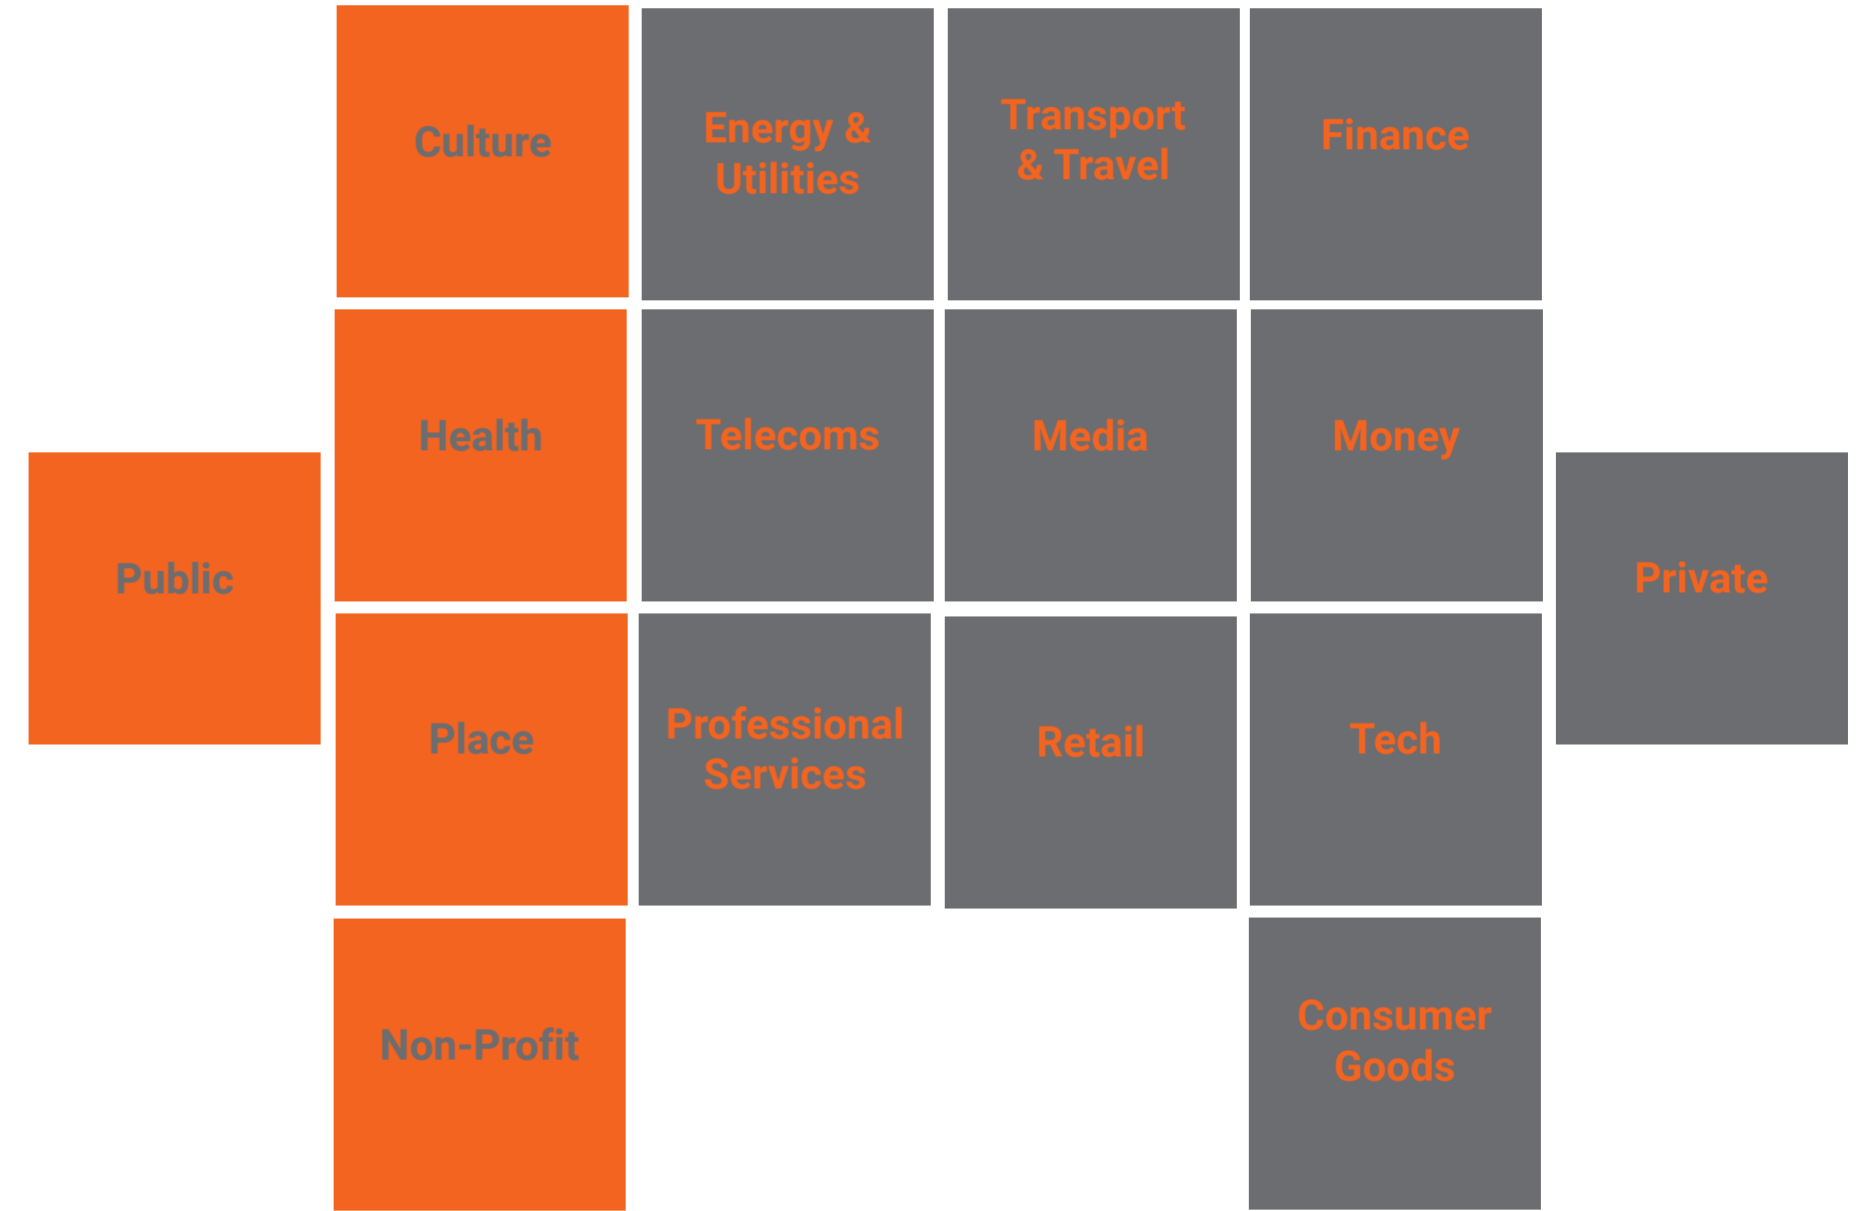 Culture
Energy &
Utilities
Transport
& Travel
Finance
Health
Telecoms
Media
Money
Public
Private
Place
Professional
Services
Retail
Tech
Non-Profit
Consumer
Goods